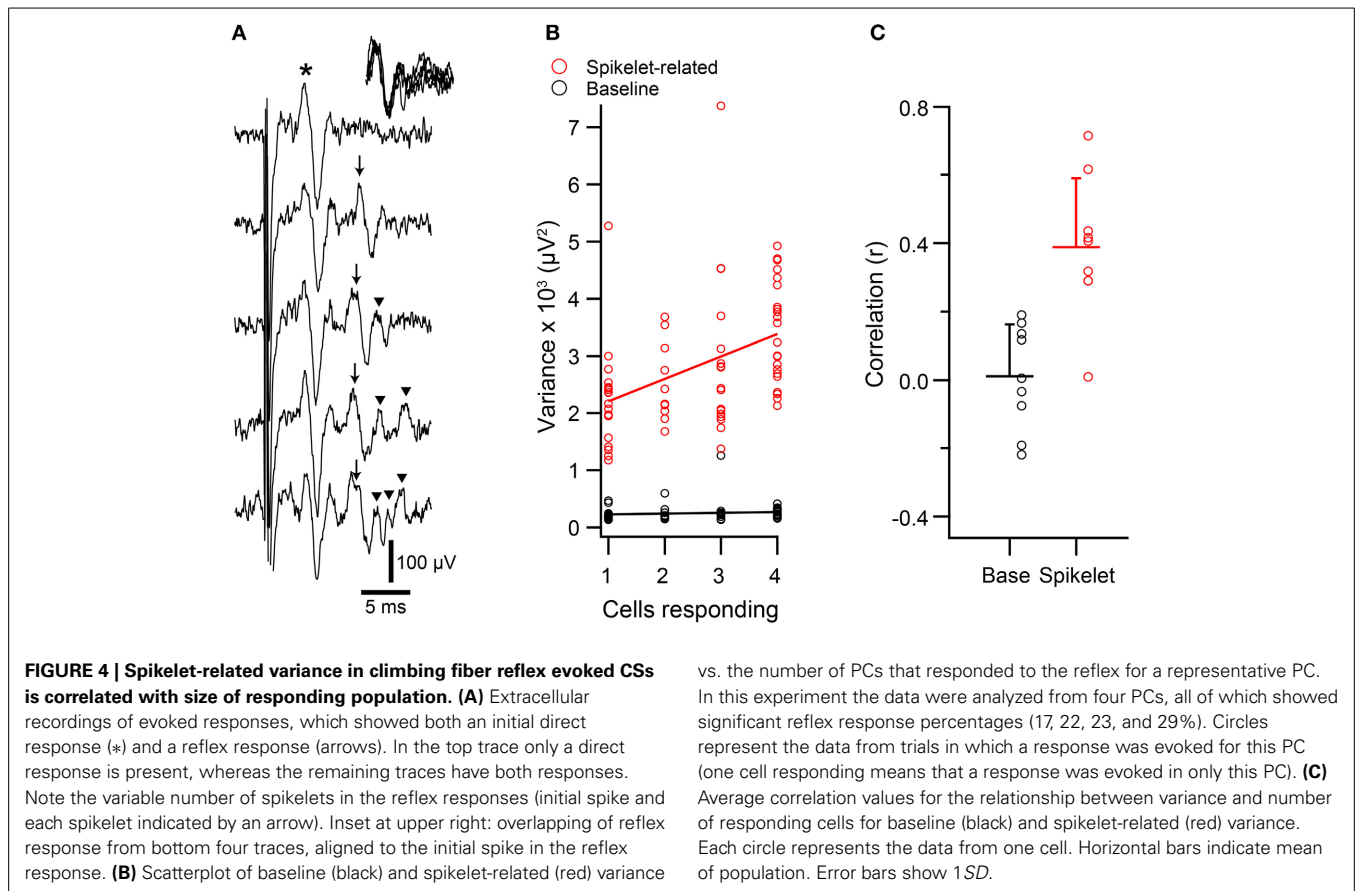 A
*
100 µV
5 ms
B
Spikelet-related
Baseline
Variance x 10³ (µV²)
7
6
5
4
3
2
1
0
1 2 3 4
Cells responding
C
Correlation (r)
0.8
0.4
0.0
-0.4
Base Spikelet
FIGURE 4 | Spikelet-related variance in climbing fiber reflex evoked CSs
is correlated with size of responding population. (A) Extracellular
recordings of evoked responses, which showed both an initial direct
response (*) and a reflex response (arrows). In the top trace only a direct
response is present, whereas the remaining traces have both responses.
Note the variable number of spikelets in the reflex responses (initial spike and
each spikelet indicated by an arrow). Inset at upper right: overlapping of reflex
response from bottom four traces, aligned to the initial spike in the reflex
response. (B) Scatterplot of baseline (black) and spikelet-related (red) variance
vs. the number of PCs that responded to the reflex for a representative PC.
In this experiment the data were analyzed from four PCs, all of which showed
significant reflex response percentages (17, 22, 23, and 29%). Circles
represent the data from trials in which a response was evoked for this PC
(one cell responding means that a response was evoked in only this PC). (C)
Average correlation values for the relationship between variance and number
of responding cells for baseline (black) and spikelet-related (red) variance.
Each circle represents the data from one cell. Horizontal bars indicate mean
of population. Error bars show 1SD.